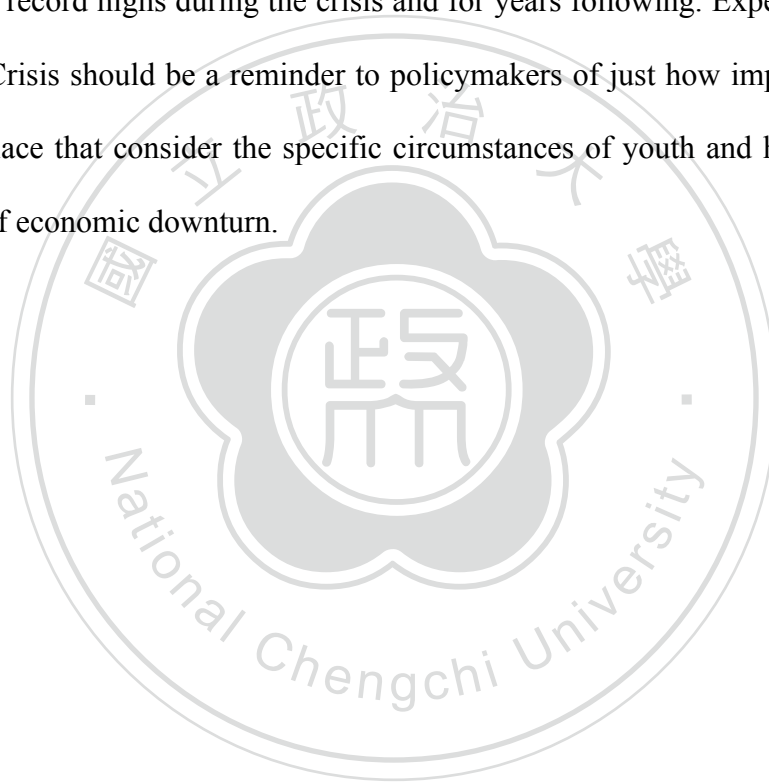 record highs during the crisis and for years following. Expe
Crisis should be a reminder to policymakers of just how imp
lace that consider the specific circumstances of youth and h
f economic downturn.
國立政治大學
政
National Chengchi University